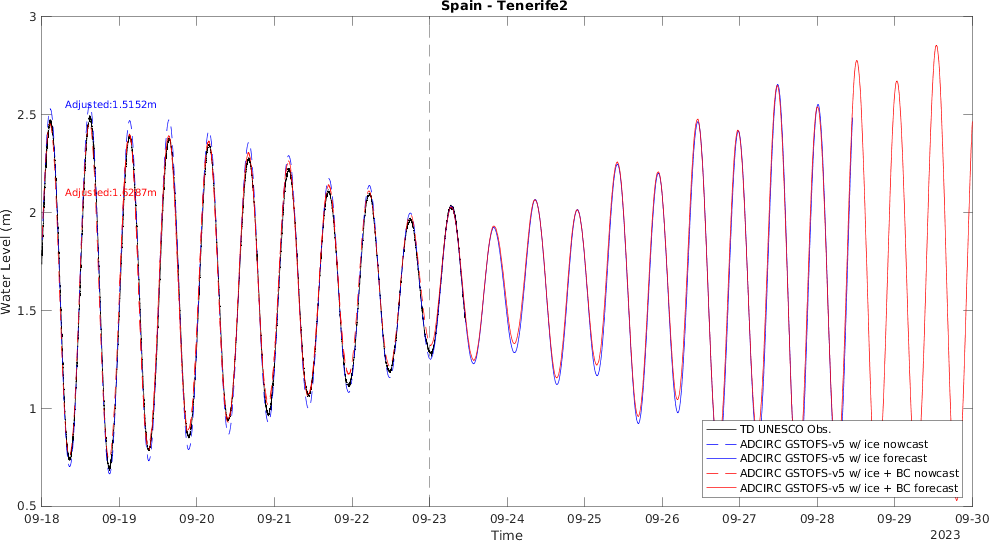 Spain - Tenerife2
3
2.5
2
1.5
1
0.5
Water Level (m)
Adjusted:1.5152m
Adjusted:1.6287m
TD UNESCO Obs.
ADCIRC GSTOFS-v5 w/ ice nowcast
ADCIRC GSTOFS-v5 w/ ice forecast
ADCIRC GSTOFS-v5 w/ ice + BC nowcast
ADCIRC GSTOFS-v5 w/ ice + BC forecast
09-18 09-19 09-20 09-21 09-22 09-23 09-24 09-25 09-26 09-27 09-28 09-29 09-30
Time
2023